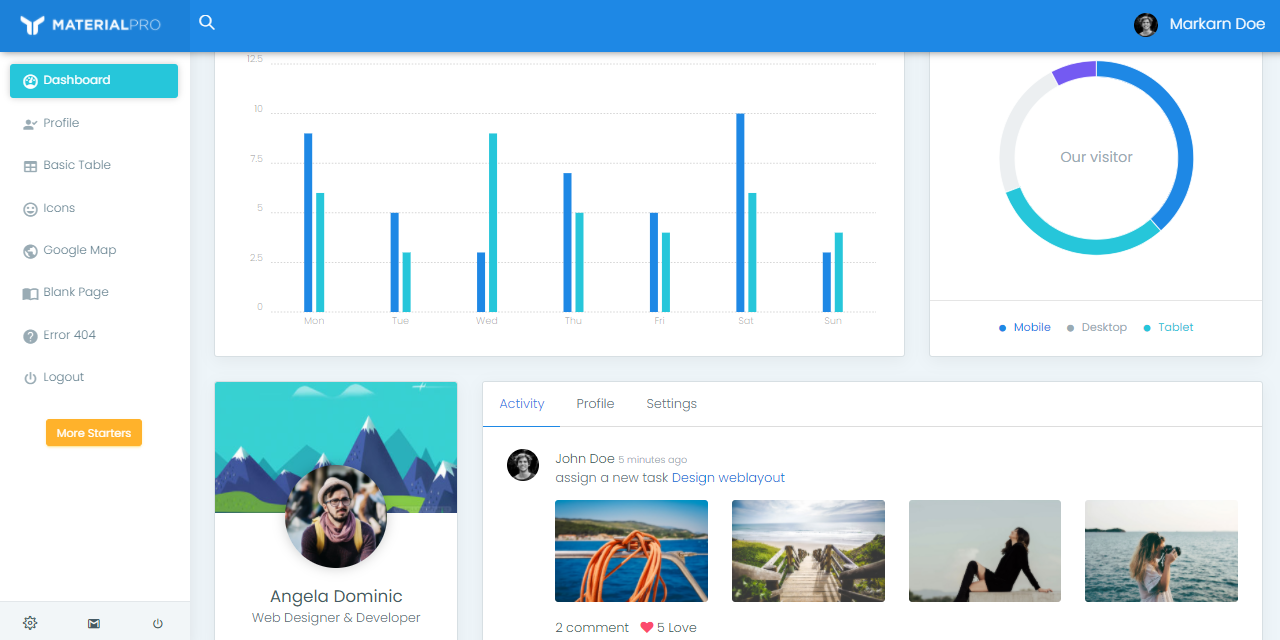 MATERIALPRO
Markarn Doe
Dashboard
Profile
Basic Table
Icons
Google Map
Blank Page
Error 404
Logout
More Starters
12.5
10
7.5
5
2.5
0
Mon Tue Wed Thu Fri Sat Sun
Our visitor
Mobile Desktop Tablet
Angela Dominic
Web Designer & Developer
Activity Profile Settings
John Doe 5 minutes ago
assign a new task Design weblayout
2 comment 5 Love